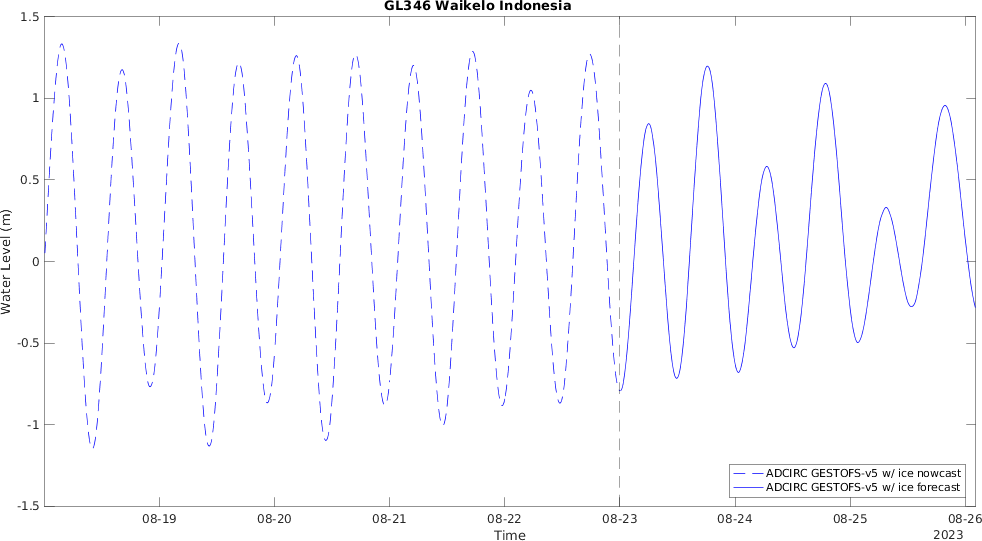 GL346 Waikelo Indonesia
1.5
1
0.5
0
-0.5
-1
-1.5
Water Level (m)
ADCIRC GESTOFS-v5 w/ ice nowcast
ADCIRC GESTOFS-v5 w/ ice forecast
08-19 08-20 08-21 08-22 08-23 08-24 08-25 08-26
Time
2023